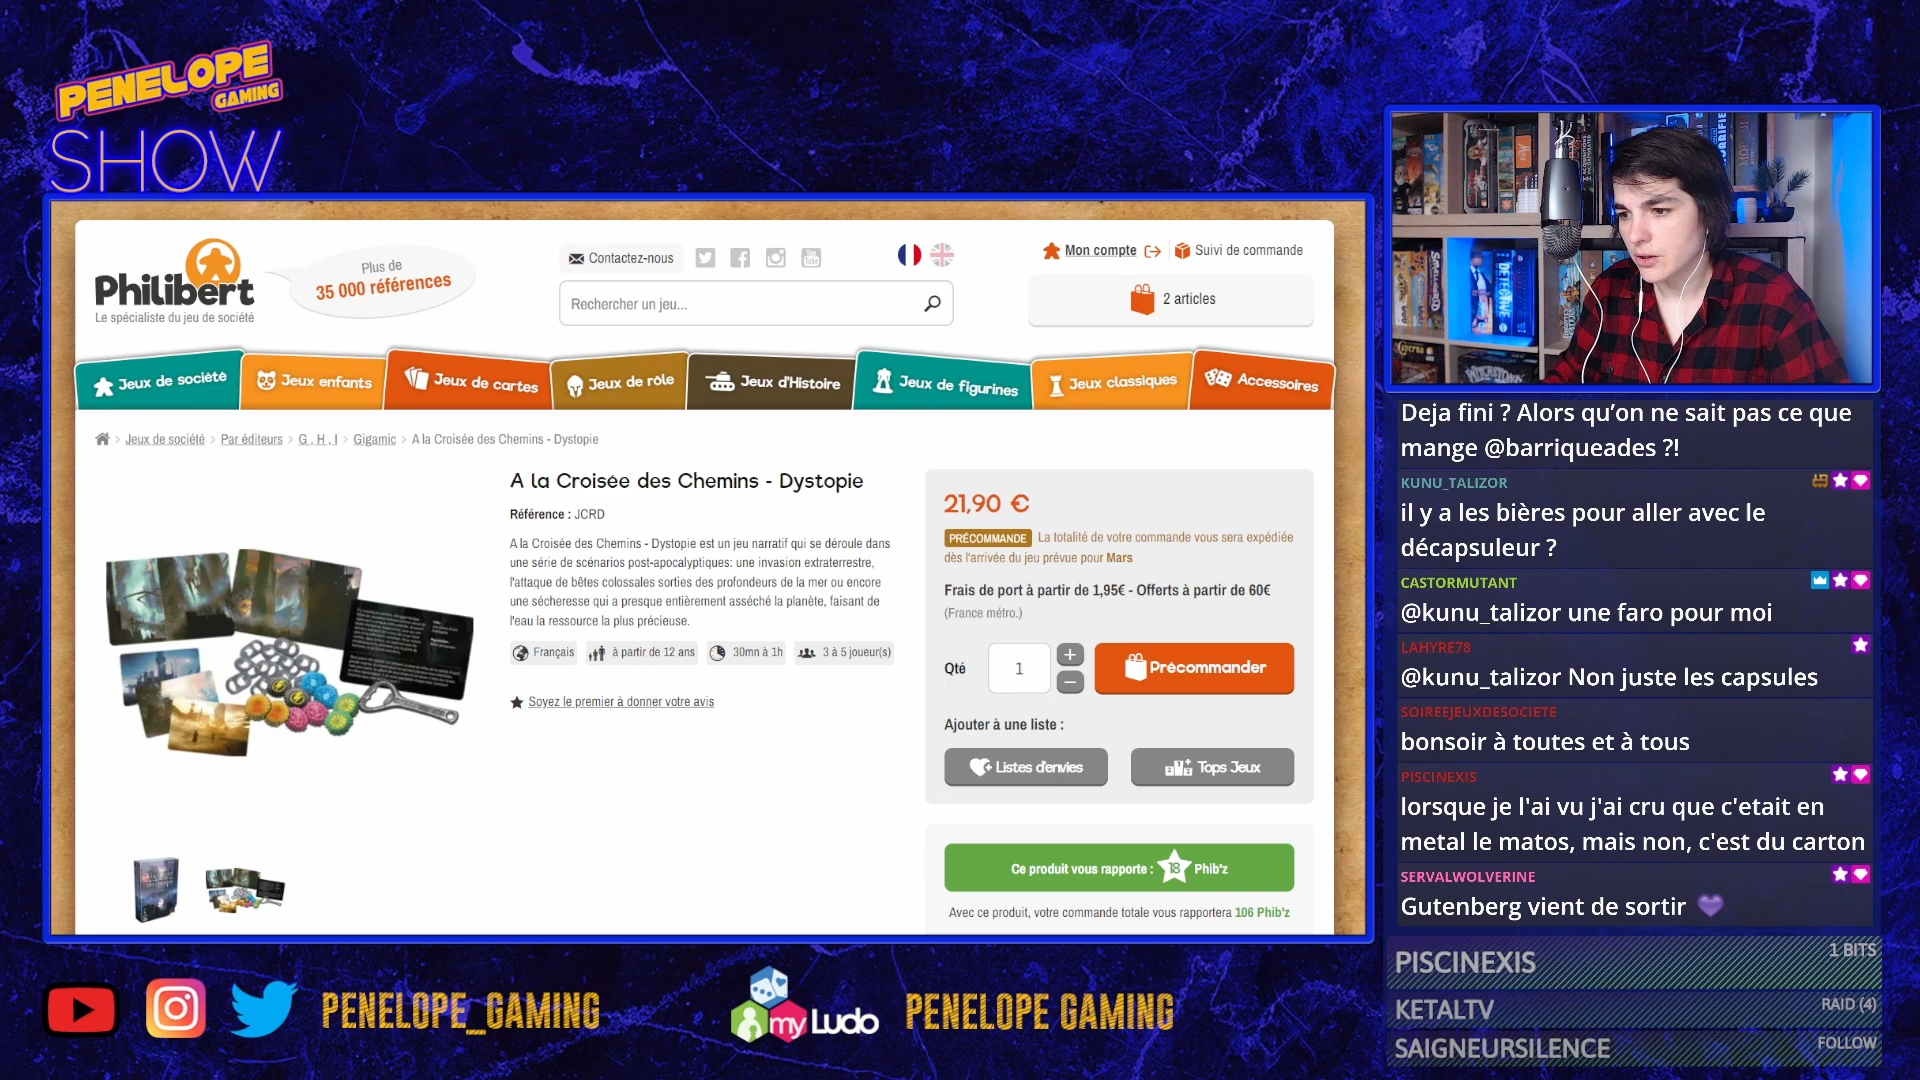 PENELOPE
GAMING
SHOW
Philibert
Le spécialiste du jeu de société
Plus de
35 000 références
Contactez-nous
You
Tube
Rechercher un jeu...
Mon compte
Suivi de commande
2 articles
Jeux de société
Jeux enfants
Jeux de cartes
Jeux de rôle
Jeux d'Histoire
Jeux de figurines
Jeux classiques
Accessoires
> Jeux de société > Par éditeurs > G , H , I > Gigamic > A la Croisée des Chemins - Dystopie
A la Croisée des Chemins - Dystopie
Référence : JCRD
A la Croisée des Chemins - Dystopie est un jeu narratif qui se déroule dans
une série de scénarios post-apocalyptiques: une invasion extraterrestre,
l'attaque de bêtes colossales sorties des profondeurs de la mer ou encore
une sécheresse qui a presque entièrement asséché la planète, faisant de
l'eau la ressource la plus précieuse.
Français
à partir de 12 ans
30mn à 1h
3 à 5 joueur(s)
Soyez le premier à donner votre avis
21,90 €
PRÉCOMMANDE La totalité de votre commande vous sera expédiée
dès l'arrivée du jeu prévue pour Mars
Frais de port à partir de 1,95€ - Offerts à partir de 60€
(France métro.)
Qté
1
+
−
Précommander
Ajouter à une liste :
Listes d'envies
Tops Jeux
Ce produit vous rapporte : 18 Phib'z
Avec ce produit, votre commande totale vous rapportera 106 Phib'z
DETECTIVE
Deja fini ? Alors qu’on ne sait pas ce que
mange @barriqueades ?!
KUNU_TALIZOR
il y a les bières pour aller avec le
décapsuleur ?
CASTORMUTANT
@kunu_talizor une faro pour moi
LAHYRE78
@kunu_talizor Non juste les capsules
SOIREEJEUXDESOCIETE
bonsoir à toutes et à tous
PISCINEXIS
lorsque je l'ai vu j'ai cru que c'etait en
metal le matos, mais non, c'est du carton
SERVALWOLVERINE
Gutenberg vient de sortir
PISCINEXIS
1 BITS
KETALTV
RAID (4)
SAIGNEURSILENCE
FOLLOW
PENELOPE_GAMING
myLudo
PENELOPE GAMING